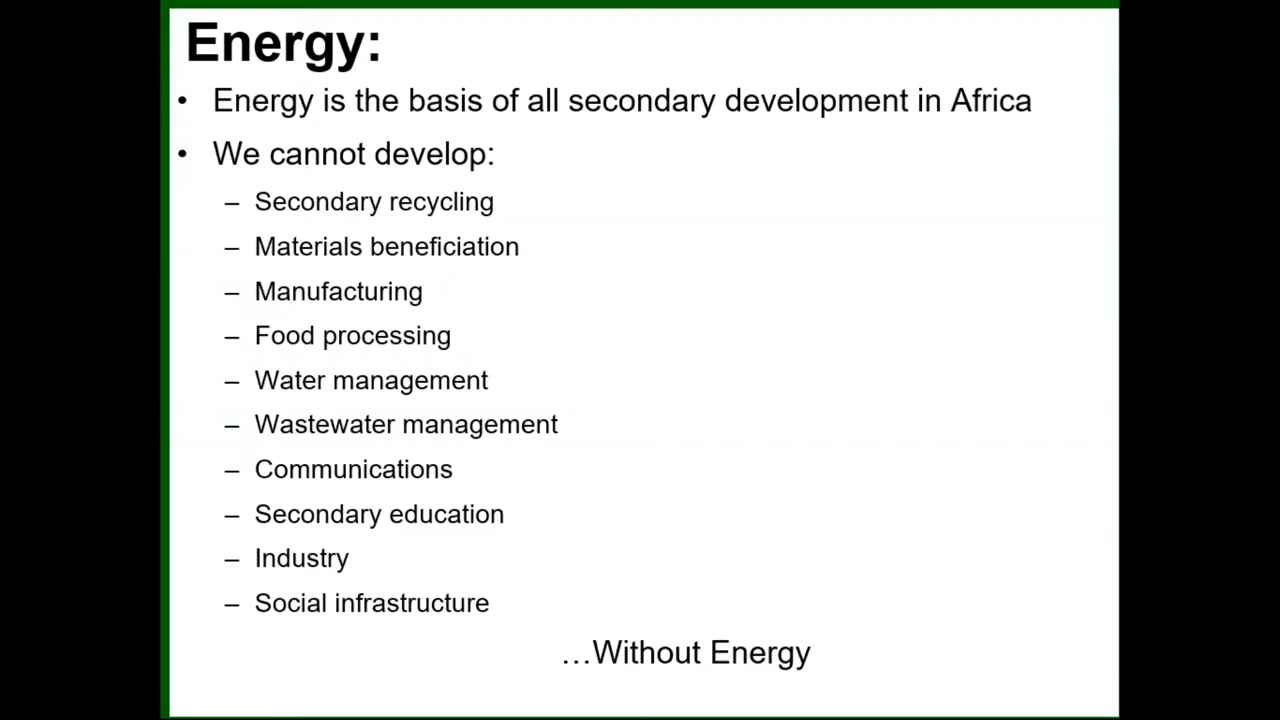 Energy:
• Energy is the basis of all secondary development in Africa
• We cannot develop:
– Secondary recycling
– Materials beneficiation
– Manufacturing
– Food processing
– Water management
– Wastewater management
– Communications
– Secondary education
– Industry
– Social infrastructure
…Without Energy